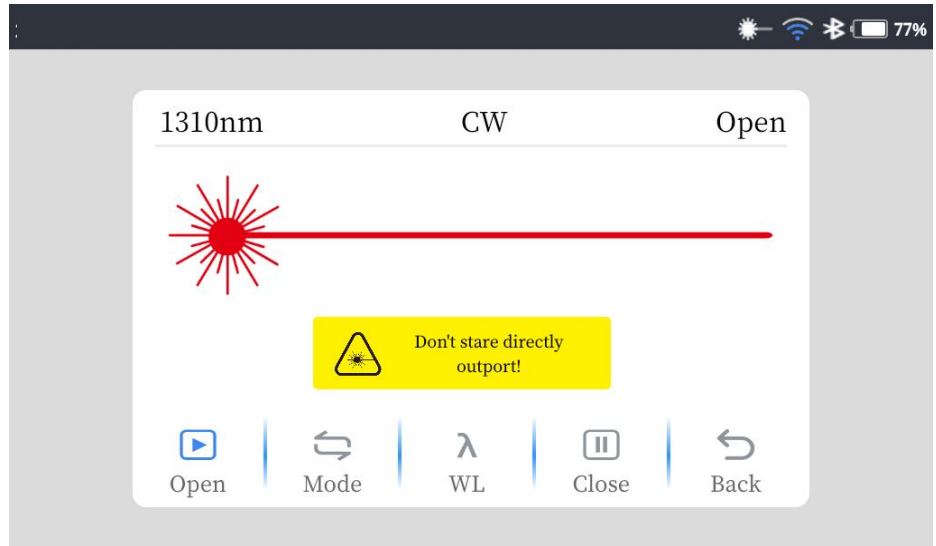 77%
1310nm CW Open
Don't stare directly
outport!
λ
Open Mode WL Close Back